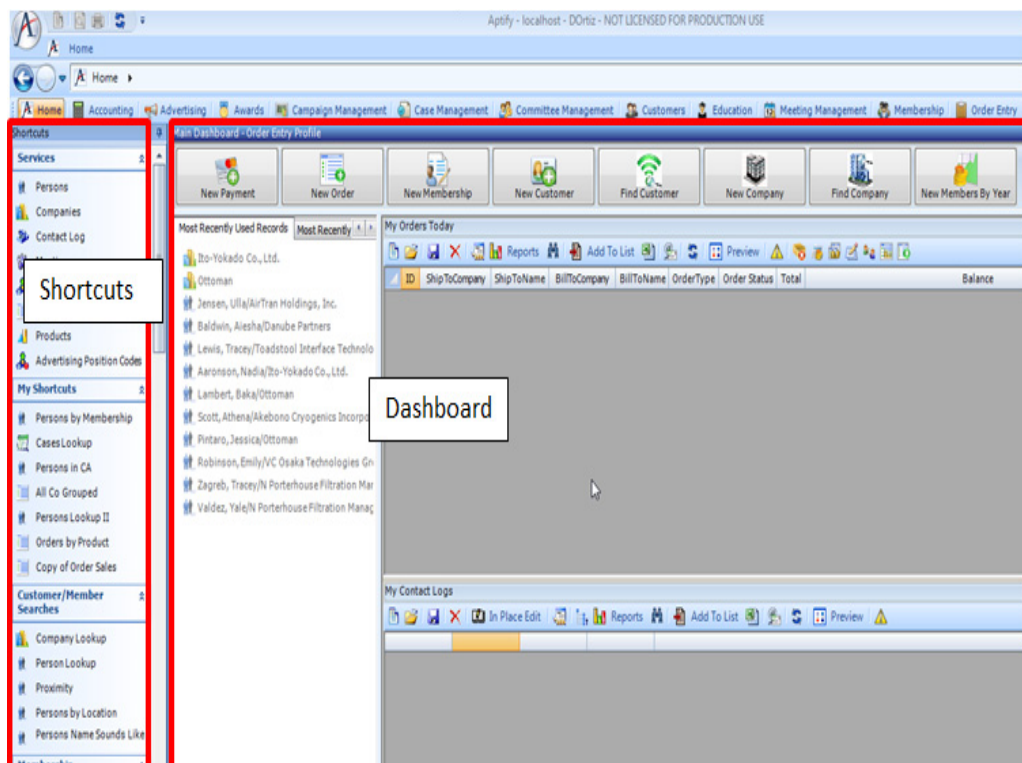 Aptify - localhost - DOrtiz - NOT LICENSED FOR PRODUCTION USE
Home
Home
Home Accounting Advertising Awards Campaign Management Case Management Committee Management Customers Education Meeting Management Membership Order Entry
Shortcuts
Services
Persons
Companies
Contact Log
Shortcuts
Products
Advertising Position Codes
My Shortcuts
Persons by Membership
Cases Lookup
Persons in CA
All Co Grouped
Persons Lookup II
Orders by Product
Copy of Order Sales
Customer/Member
Searches
Company Lookup
Person Lookup
Proximity
Persons by Location
Persons Name Sounds Like
Main Dashboard - Order Entry Profile
New Payment New Order New Membership New Customer Find Customer New Company Find Company New Members By Year
Most Recently Used Records Most Recently
Ito-Yokado Co., Ltd.
Ottoman
Jensen, Ulla/AirTran Holdings, Inc.
Baldwin, Aiesha/Danube Partners
Lewis, Tracey/Toadstool Interface Technolo
Aaronson, Nadia/Ito-Yokado Co., Ltd.
Lambert, Baka/Ottoman
Scott, Athena/Akebono Cryogenics Incorpo
Pintaro, Jessica/Ottoman
Robinson, Emily/VC Osaka Technologies Gr
Zagreb, Tracey/N Porterhouse Filtration Mar
Valdez, Yale/N Porterhouse Filtration Manag
Dashboard
My Orders Today
Reports Add To List Preview
ID ShipToCompany ShipToName BillToCompany BillToName OrderType Order Status Total Balance
My Contact Logs
In Place Edit Reports Add To List Preview